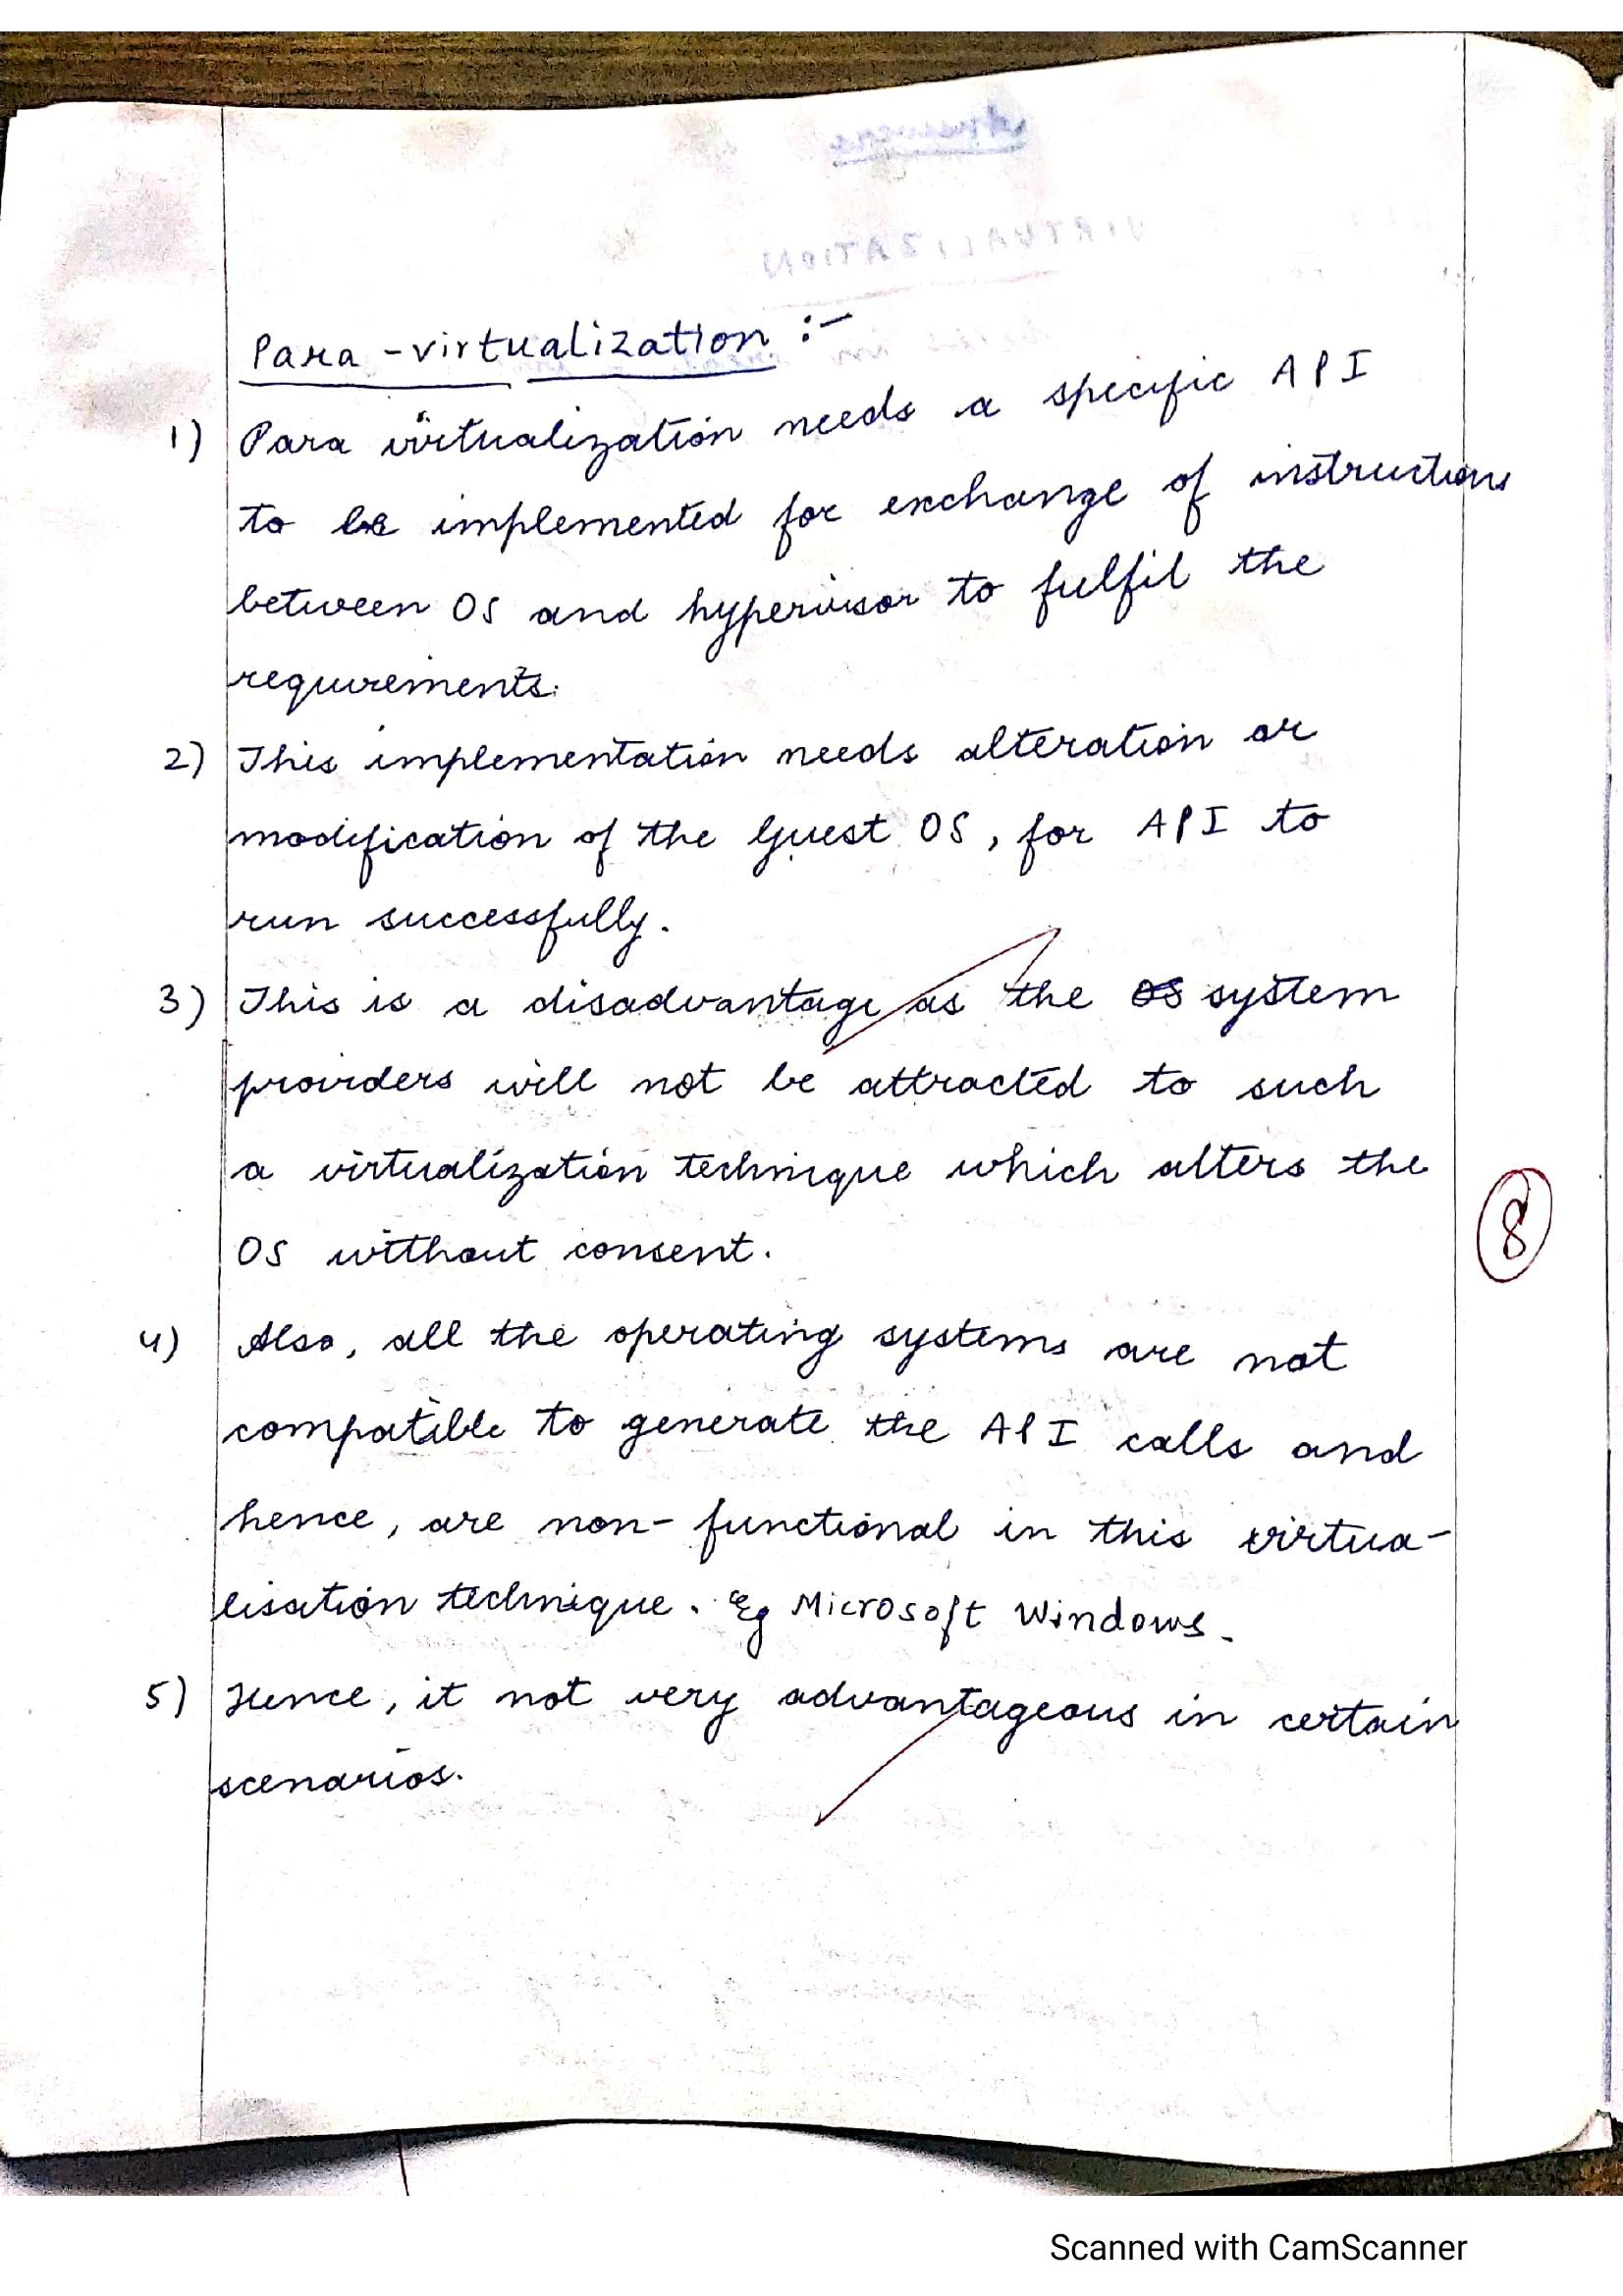 Para-virtualization :-
1) Para virtualization needs a specific API
to be implemented for exchange of instructions
between OS and hypervisor to fulfil the
requirements.
2) This implementation needs alteration or
modification of the Guest OS, for API to
run successfully.
3) This is a disadvantage as the OS system
providers will not be attracted to such
a virtualization technique which alters the
OS without consent.
8
4) Also, all the operating systems are not
compatible to generate the API calls and
hence, are non-functional in this virtua-
lisation technique. Eg Microsoft Windows.
5) Hence, it not very advantageous in certain
scenarios.
Scanned with CamScanner